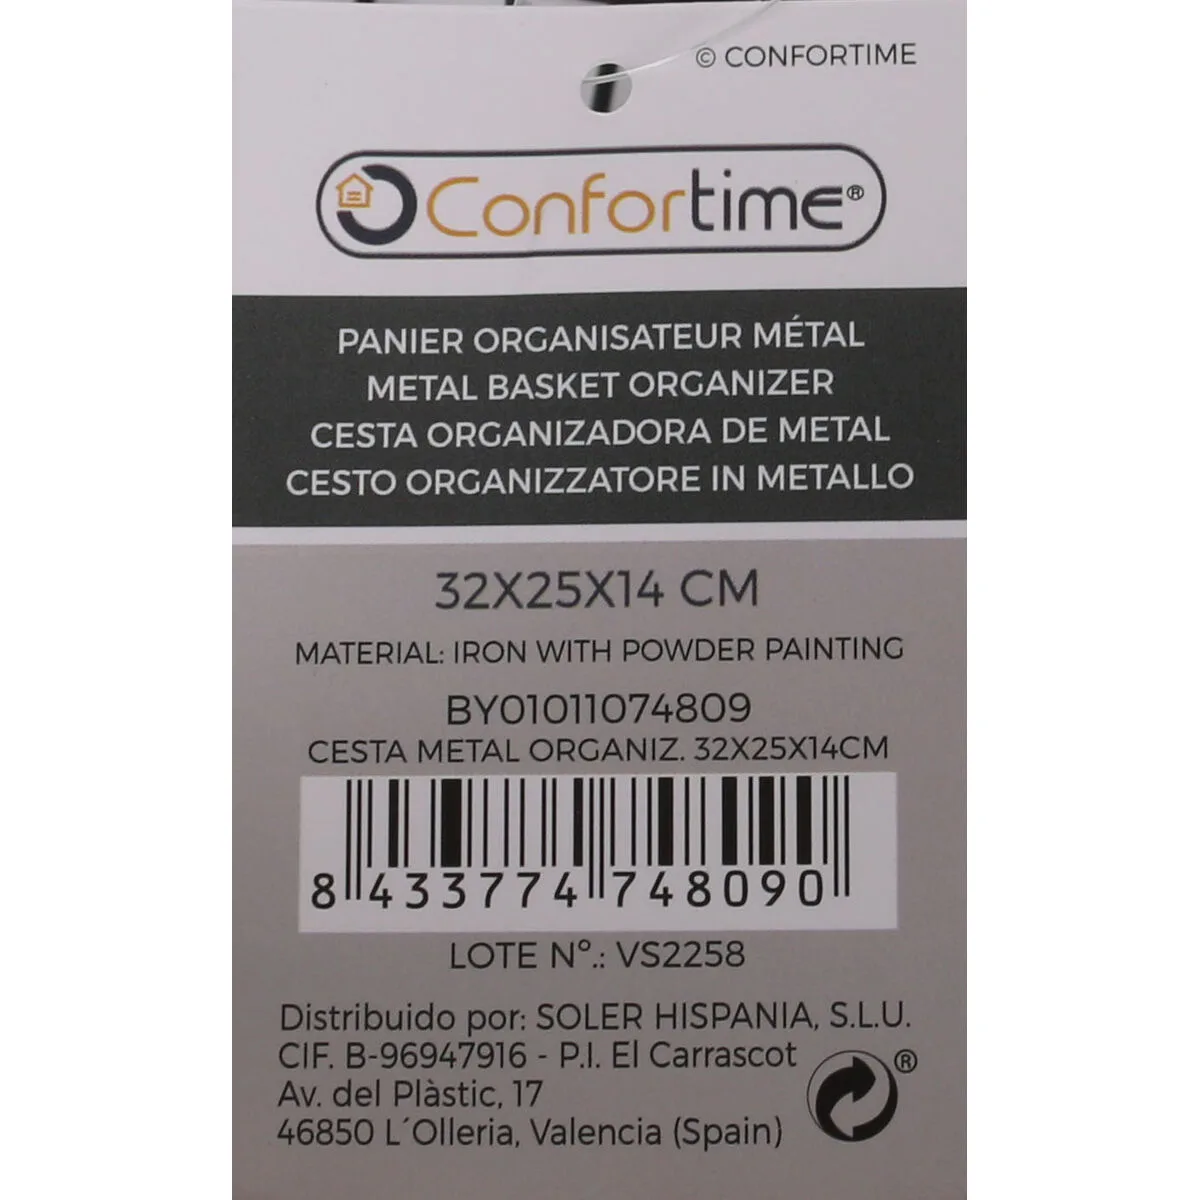 © CONFORTIME
Confortime®
PANIER ORGANISATEUR MÉTAL
METAL BASKET ORGANIZER
CESTA ORGANIZADORA DE METAL
CESTO ORGANIZZATORE IN METALLO
32X25X14 CM
MATERIAL: IRON WITH POWDER PAINTING
BY01011074809
CESTA METAL ORGANIZ. 32X25X14CM
8 433774 748090
LOTE Nº.: VS2258
Distribuido por: SOLER HISPANIA, S.L.U.
CIF. B-96947916 - P.I. El Carrascot
Av. del Plàstic, 17
46850 L´Olleria, Valencia (Spain)
®